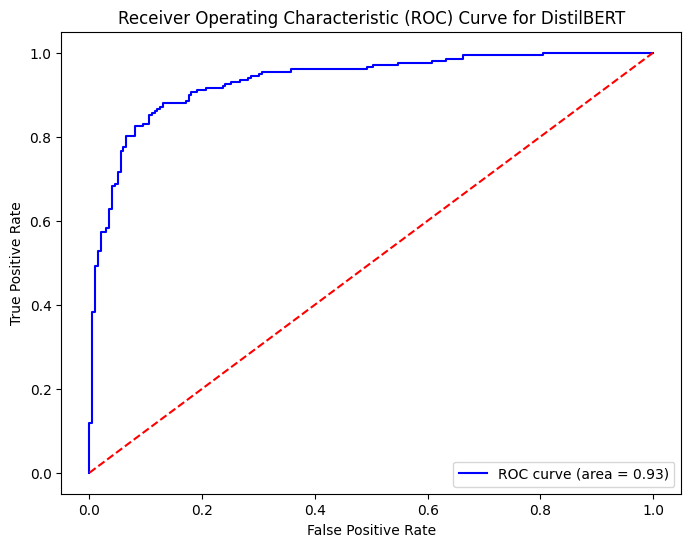 Receiver Operating Characteristic (ROC) Curve for DistilBERT
1.0
0.8
0.6
0.4
0.2
0.0
True Positive Rate
0.0 0.2 0.4 0.6 0.8 1.0
False Positive Rate
ROC curve (area = 0.93)